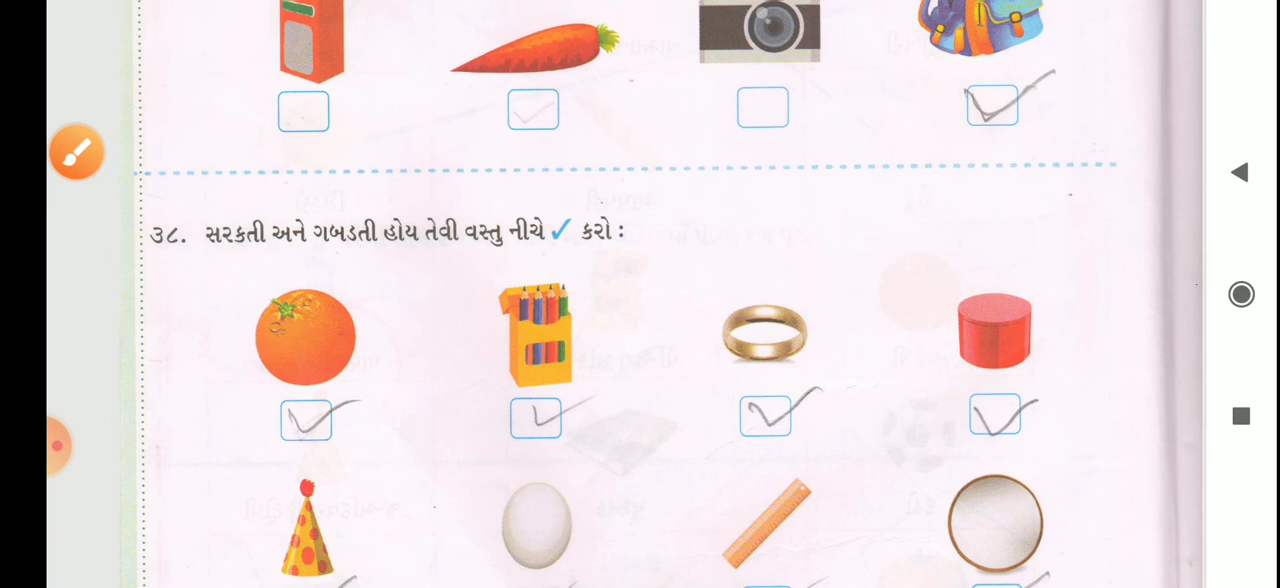 ૩૮. સરકતી અને ગબડતી હોય તેવી વસ્તુ નીચે ✓ કરો :